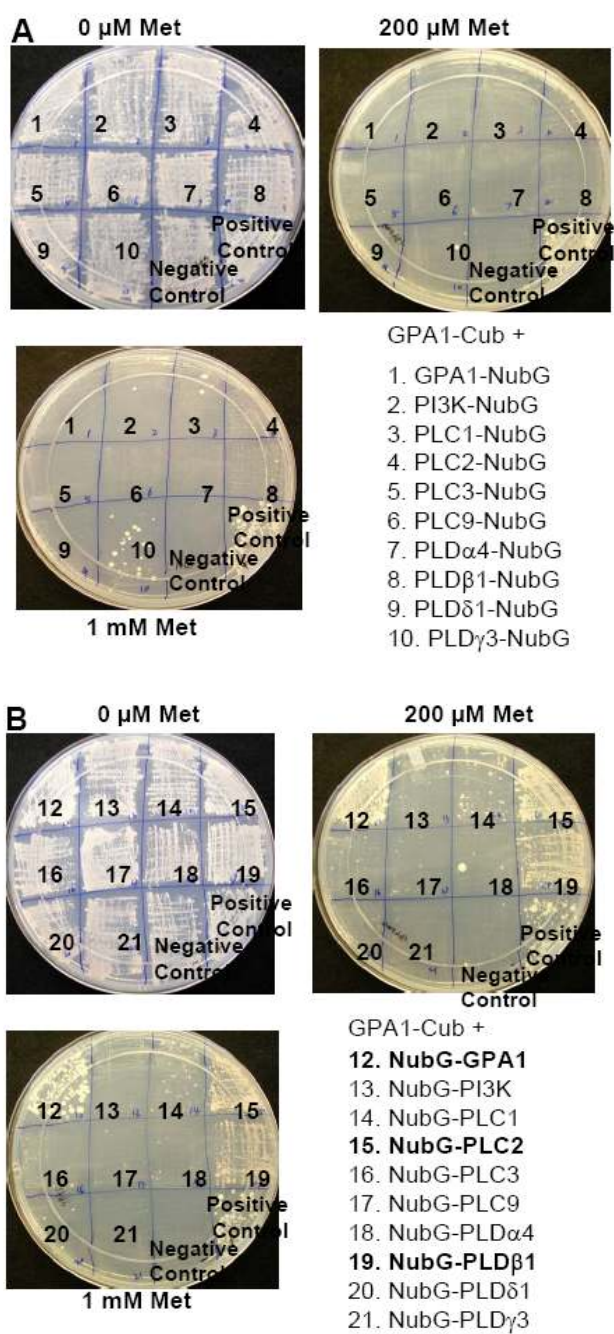 A
0 µM Met
200 µM Met
1 2 3 4
5 6 7 8
9 10
Negative
Control
Positive
Control
1 2 3 4
5 6 7 8
9 10
Negative
Control
Positive
Control
1 2 3 4
5 6 7 8
9 10
Negative
Control
Positive
Control
1 mM Met
GPA1-Cub +
1. GPA1-NubG
2. PI3K-NubG
3. PLC1-NubG
4. PLC2-NubG
5. PLC3-NubG
6. PLC9-NubG
7. PLDα4-NubG
8. PLDβ1-NubG
9. PLDδ1-NubG
10. PLDγ3-NubG
B
0 µM Met
200 µM Met
12 13 14 15
16 17 18 19
20 21
Negative
Control
Positive
Control
12 13 14 15
16 17 18 19
20 21
Negative
Control
Positive
Control
12 13 14 15
16 17 18 19
20 21
Negative
Control
Positive
Control
1 mM Met
GPA1-Cub +
12. NubG-GPA1
13. NubG-PI3K
14. NubG-PLC1
15. NubG-PLC2
16. NubG-PLC3
17. NubG-PLC9
18. NubG-PLDα4
19. NubG-PLDβ1
20. NubG-PLDδ1
21. NubG-PLDγ3